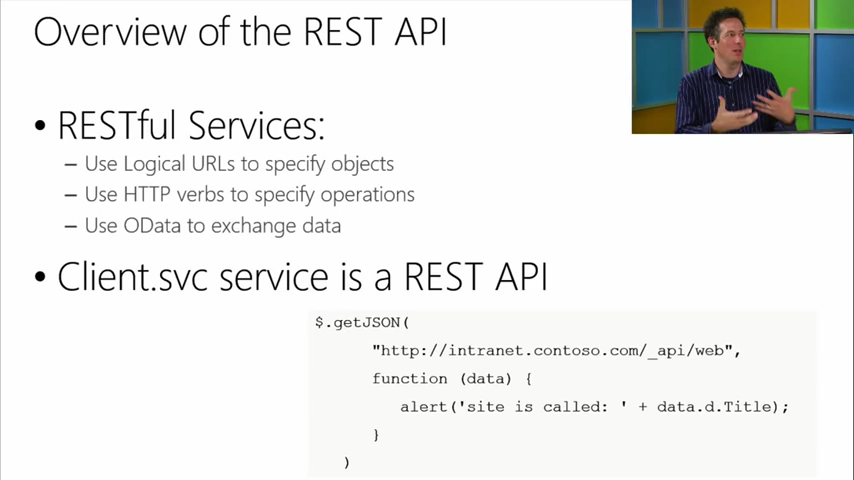 Overview of the REST API
• RESTful Services:
– Use Logical URLs to specify objects
– Use HTTP verbs to specify operations
– Use OData to exchange data
• Client.svc service is a REST API
$.getJSON(
"http://intranet.contoso.com/_api/web",
function (data) {
alert('site is called: ' + data.d.Title);
}
)